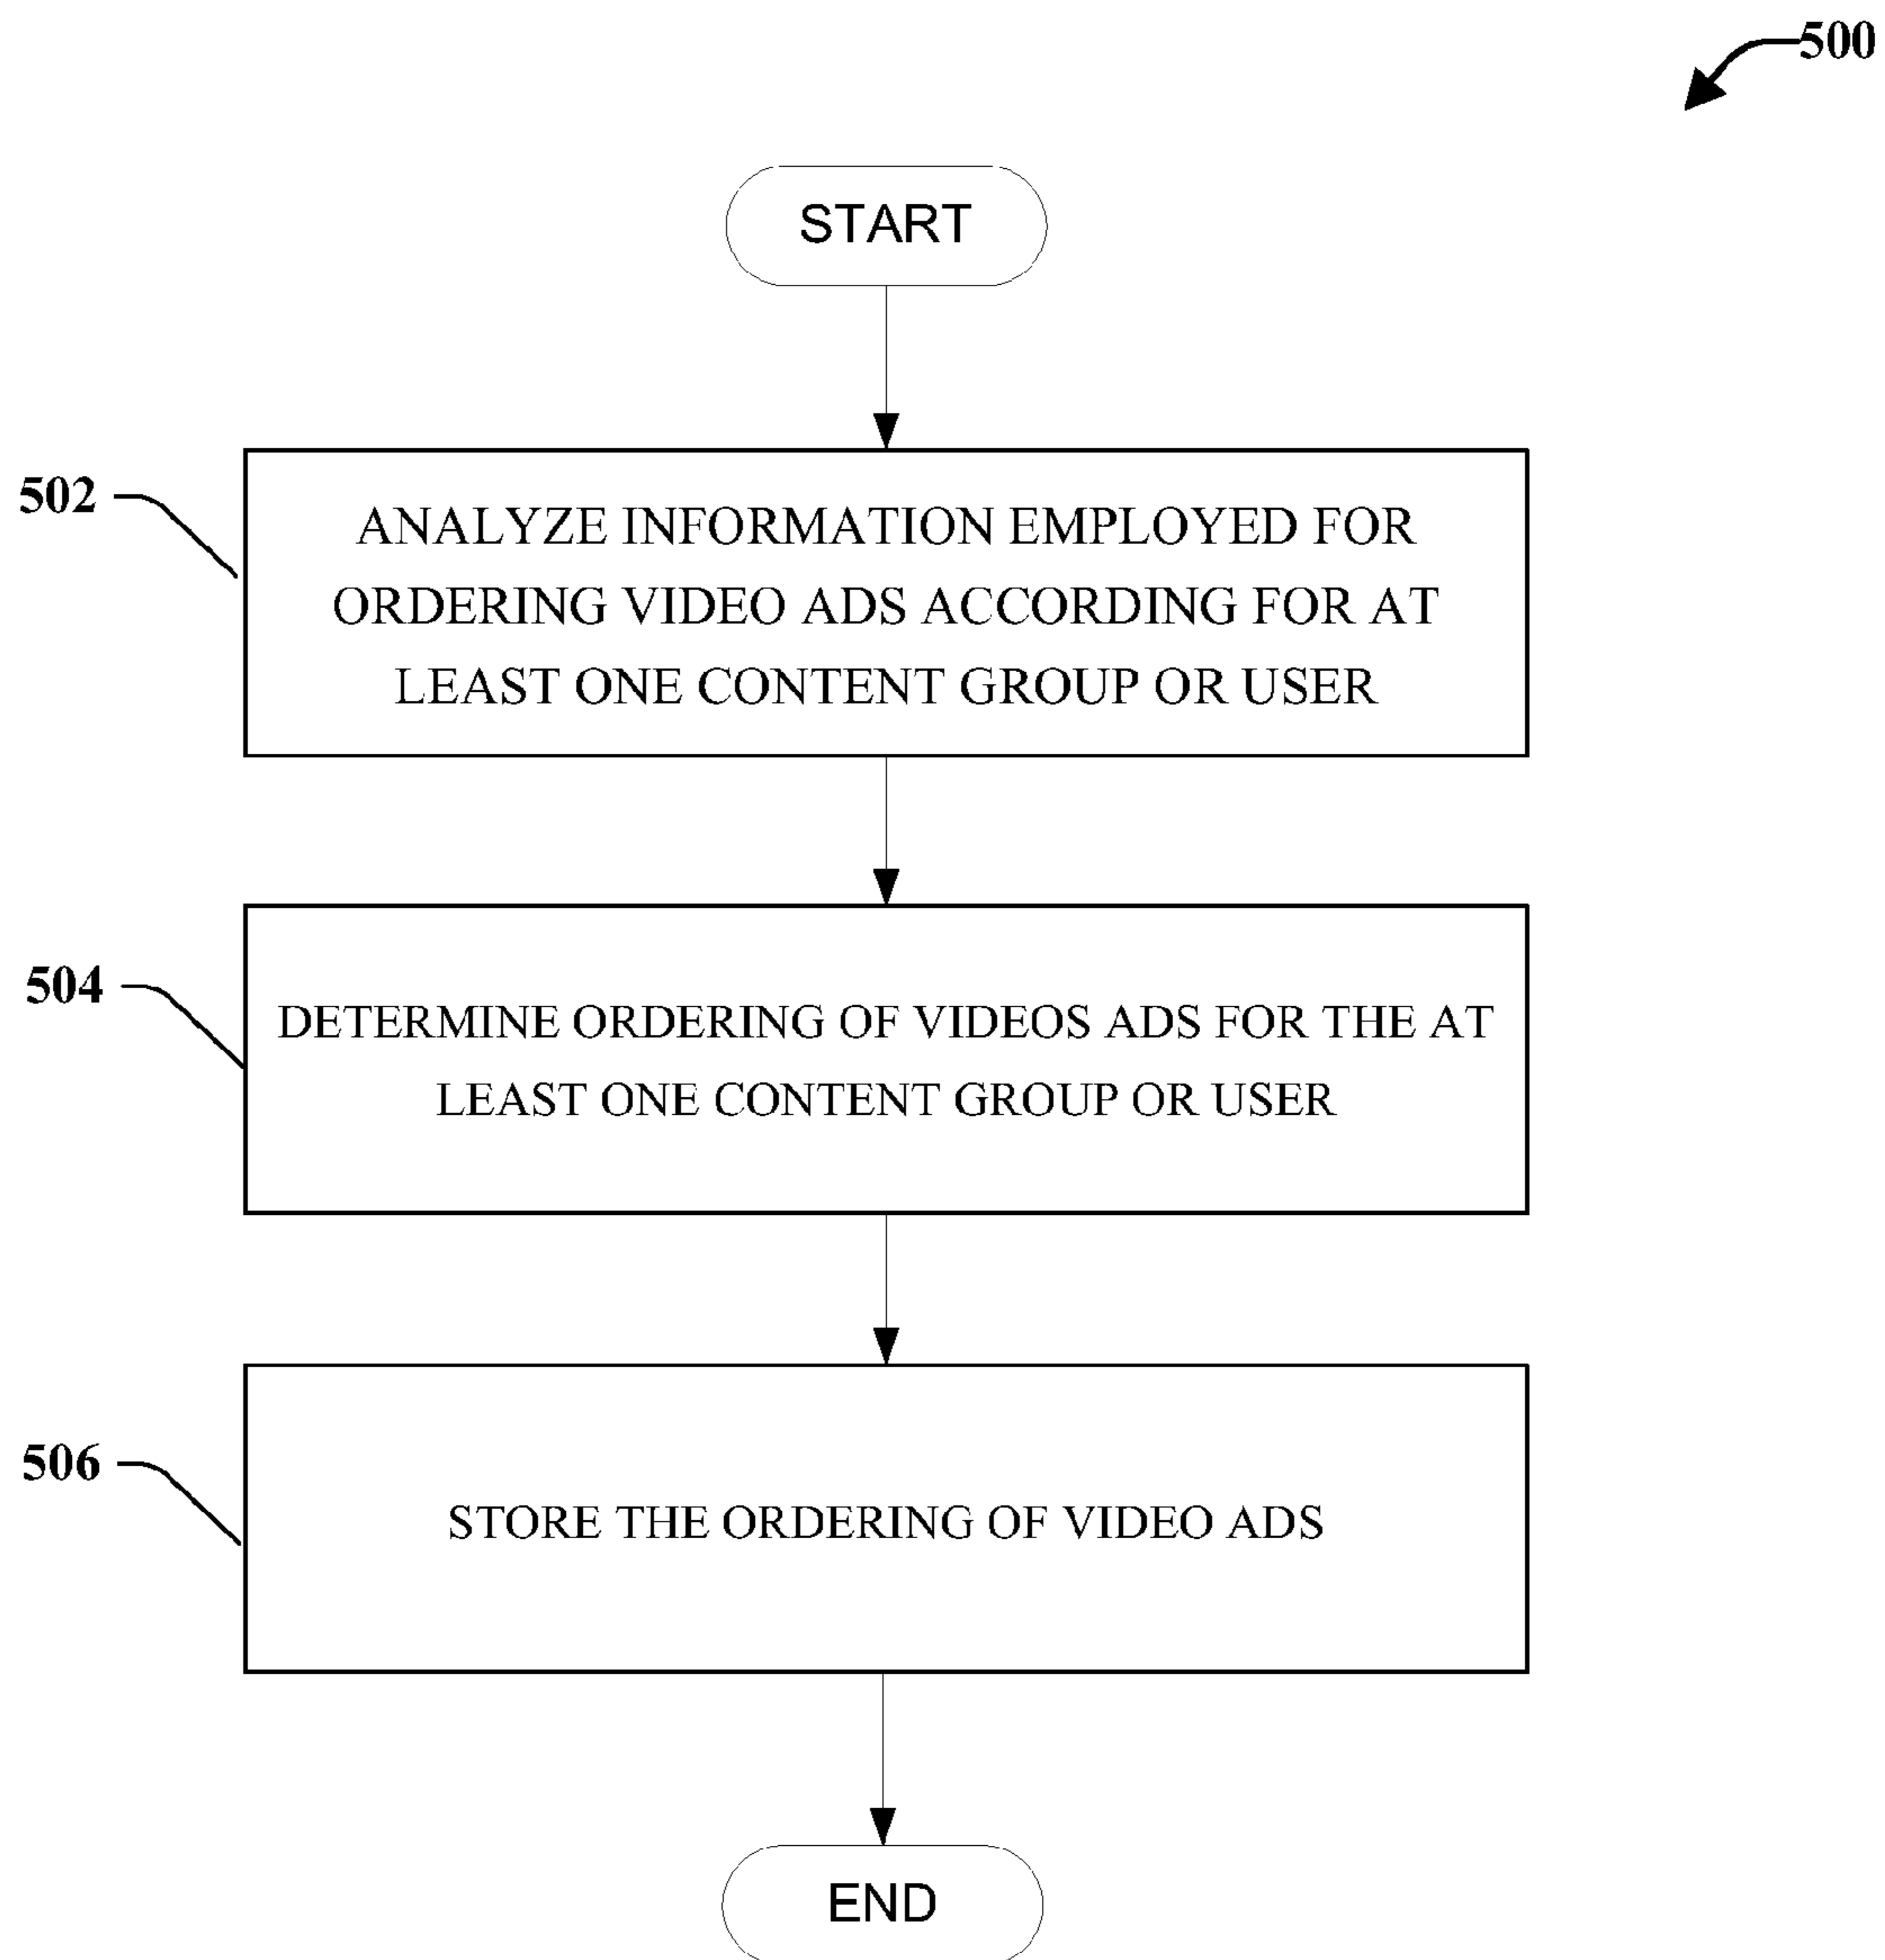 500
START
502
ANALYZE INFORMATION EMPLOYED FOR
ORDERING VIDEO ADS ACCORDING FOR AT
LEAST ONE CONTENT GROUP OR USER
504
DETERMINE ORDERING OF VIDEOS ADS FOR THE AT
LEAST ONE CONTENT GROUP OR USER
506
STORE THE ORDERING OF VIDEO ADS
END